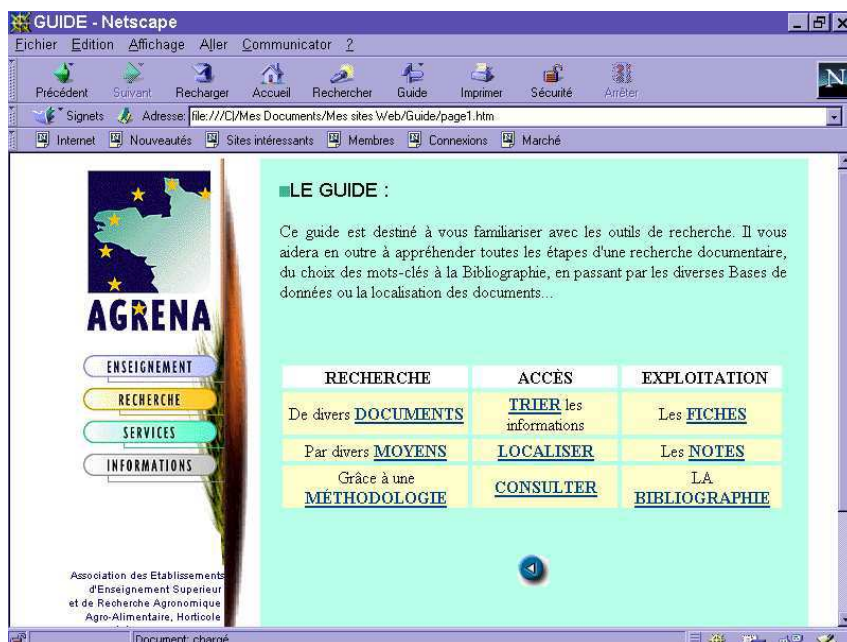 GUIDE - Netscape
Fichier Edition Affichage Aller Communicator ?
Précédent Suivant Recharger Accueil Rechercher Guide Imprimer Sécurité Arrêter
N
Signets Adresse: file:///C|/Mes Documents/Mes sites Web/Guide/page1.htm
Internet Nouveautés Sites intéressants Membres Connexions Marché
AGRENA
ENSEIGNEMENT
RECHERCHE
SERVICES
INFORMATIONS
Association des Etablissements
d'Enseignement Superieur
et de Recherche Agronomique
Agro-Alimentaire, Horticole
LE GUIDE :
Ce guide est destiné à vous familiariser avec les outils de recherche. Il vous
aidera en outre à appréhender toutes les étapes d'une recherche documentaire,
du choix des mots-clés à la Bibliographie, en passant par les diverses Bases de
données ou la localisation des documents...
RECHERCHE ACCÈS EXPLOITATION
De divers DOCUMENTS
TRIER les
informations
Les FICHES
Par divers MOYENS LOCALISER Les NOTES
Grâce à une
MÉTHODOLOGIE
CONSULTER
LA
BIBLIOGRAPHIE
Document: chargé